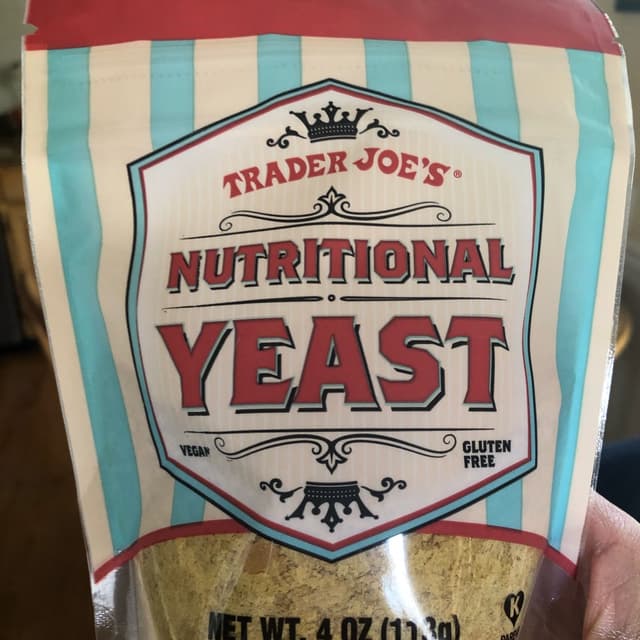 TRADER JOE'S®
NUTRITIONAL
YEAST
VEGAN
GLUTEN
FREE
K
NET WT. 4 OZ